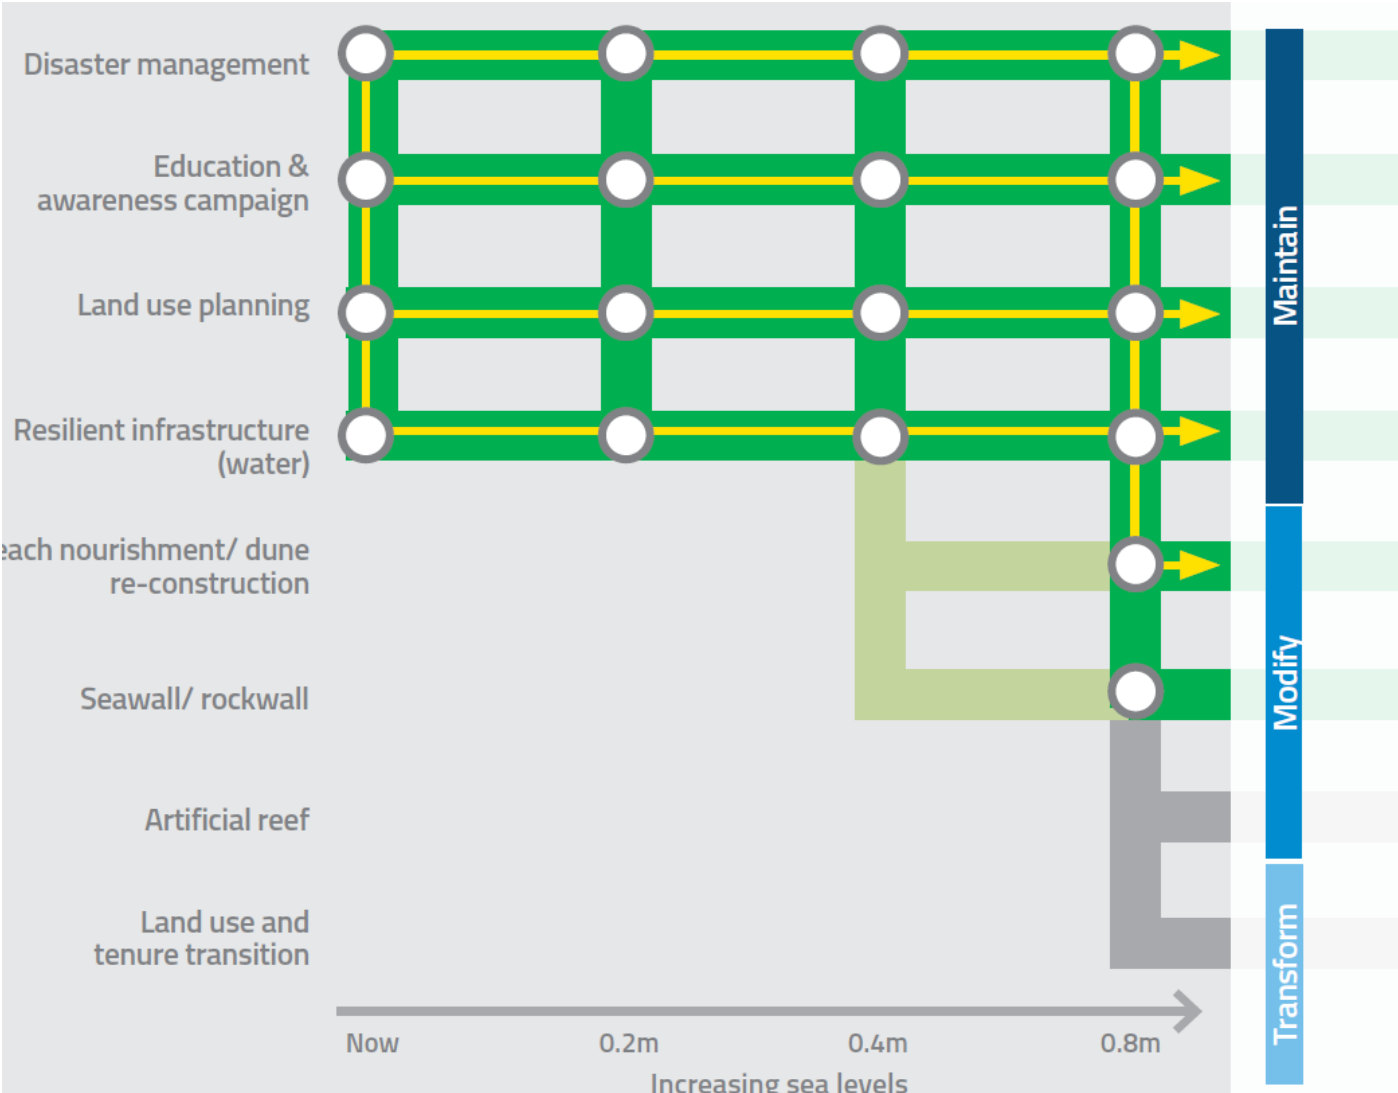 Disaster management
Education &
awareness campaign
Land use planning
Resilient infrastructure
(water)
each nourishment/ dune
re-construction
Seawall/ rockwall
Artificial reef
Land use and
tenure transition
Now 0.2m 0.4m 0.8m
Increasing sea levels
Maintain
Modify
Transform